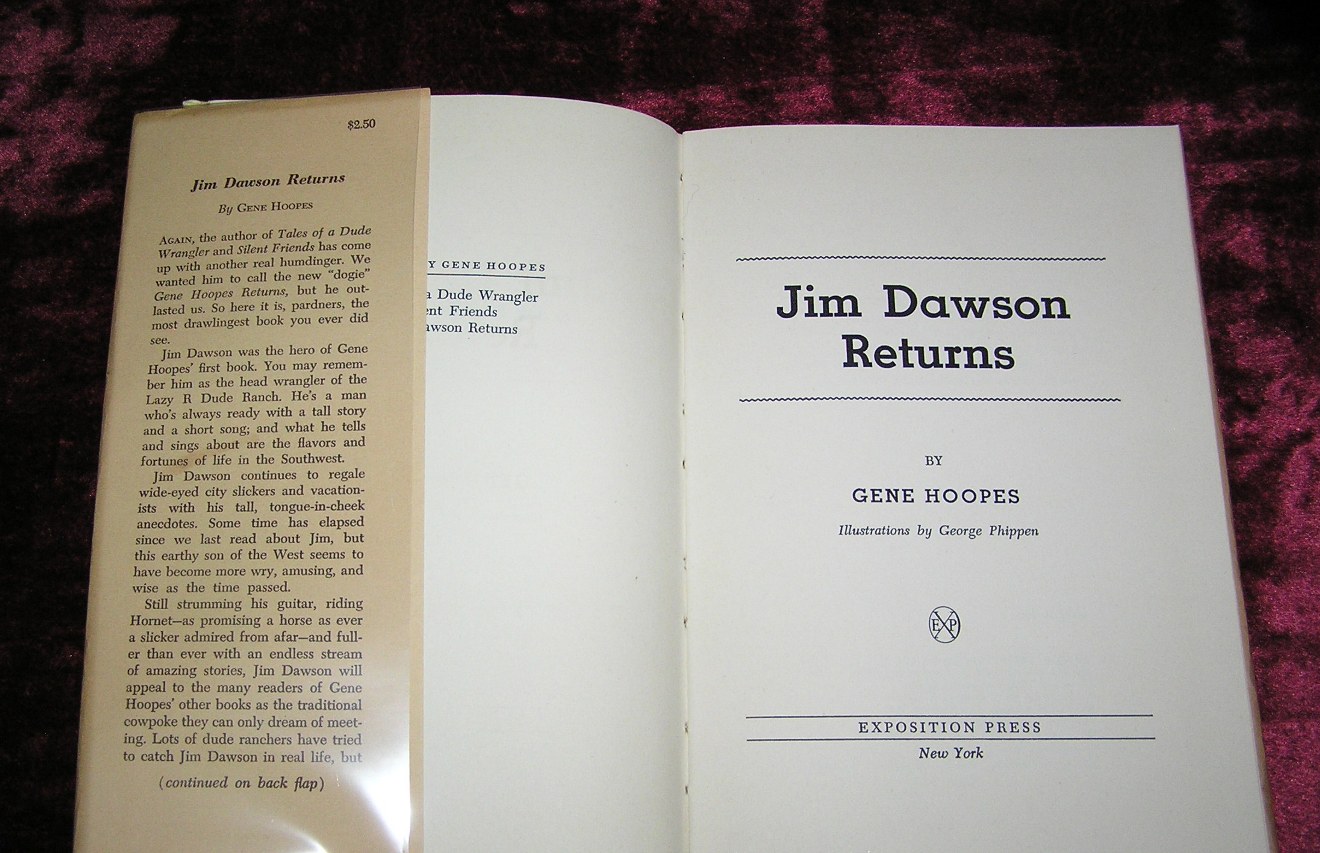 $2.50
Jim Dawson Returns
By GENE HOOPES
AGAIN, the author of Tales of a Dude
Wrangler and Silent Friends has come
up with another real humdinger. We
wanted him to call the new "dogie"
Gene Hoopes Returns, but he out-
lasted us. So here it is, pardners, the
most drawlingest book you ever did
see.
Jim Dawson was the hero of Gene
Hoopes' first book. You may remem-
ber him as the head wrangler of the
Lazy R Dude Ranch. He's a man
who's always ready with a tall story
and a short song; and what he tells
and sings about are the flavors and
fortunes of life in the Southwest.
Jim Dawson continues to regale
wide-eyed city slickers and vacation-
ists with his tall, tongue-in-cheek
anecdotes. Some time has elapsed
since we last read about Jim, but
this earthy son of the West seems to
have become more wry, amusing, and
wise as the time passed.
Still strumming his guitar, riding
Hornet—as promising a horse as ever
a slicker admired from afar—and full-
er than ever with an endless stream
of amazing stories, Jim Dawson will
appeal to the many readers of Gene
Hoopes' other books as the traditional
cowpoke they can only dream of meet-
ing. Lots of dude ranchers have tried
to catch Jim Dawson in real life, but
(continued on back flap)
Y GENE HOOPES
a Dude Wrangler
ent Friends
awson Returns
Jim Dawson
Returns
BY
GENE HOOPES
Illustrations by George Phippen
EXP
EXPOSITION PRESS
New York